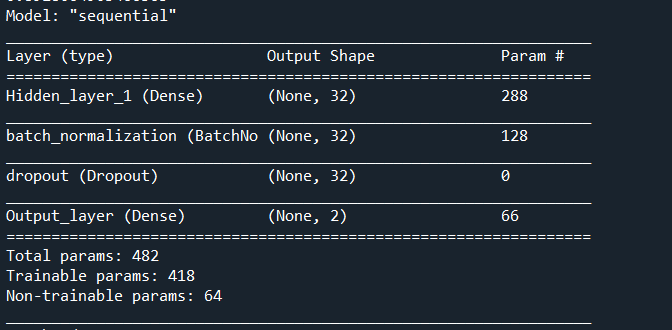 Model: "sequential"
Layer (type) Output Shape Param #
=================================================================
Hidden_layer_1 (Dense) (None, 32) 288
batch_normalization (BatchNo (None, 32) 128
dropout (Dropout) (None, 32) 0
Output_layer (Dense) (None, 2) 66
=================================================================
Total params: 482
Trainable params: 418
Non-trainable params: 64